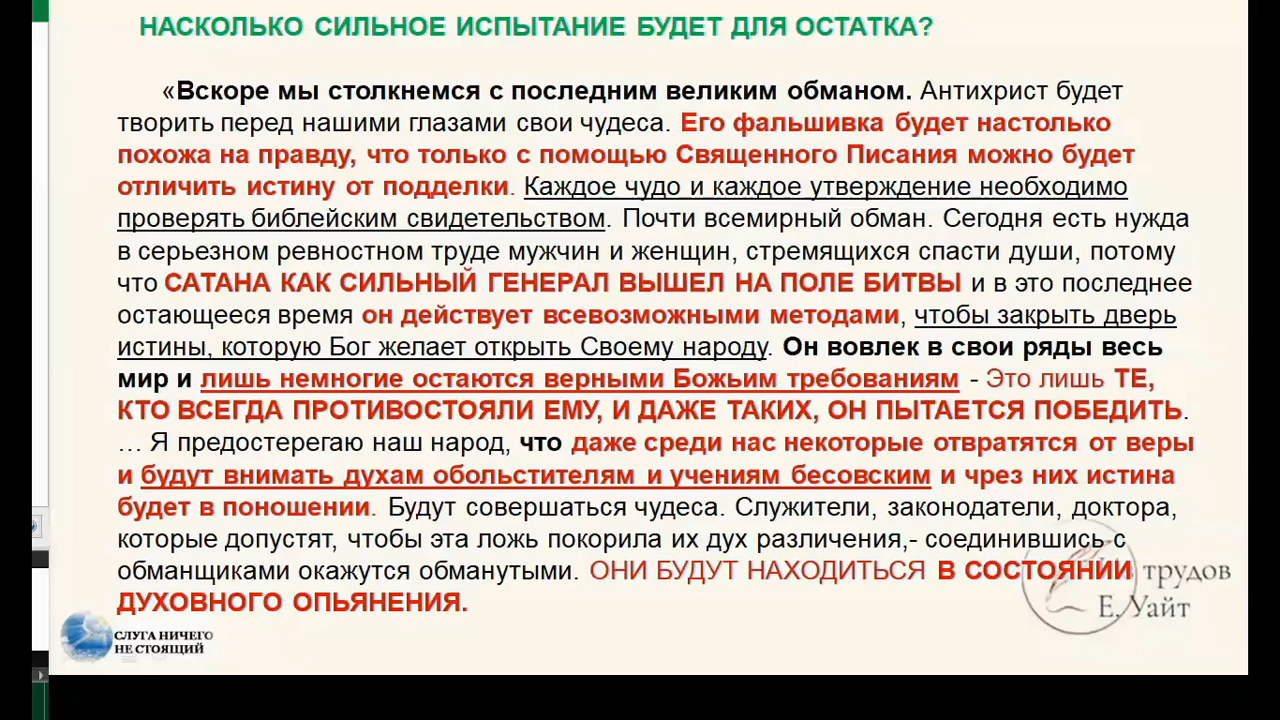 НАСКОЛЬКО СИЛЬНОЕ ИСПЫТАНИЕ БУДЕТ ДЛЯ ОСТАТКА?
«Вскоре мы столкнемся с последним великим обманом. Антихрист будет
творить перед нашими глазами свои чудеса. Его фальшивка будет настолько
похожа на правду, что только с помощью Священного Писания можно будет
отличить истину от подделки. Каждое чудо и каждое утверждение необходимо
проверять библейским свидетельством. Почти всемирный обман. Сегодня есть нужда
в серьезном ревностном труде мужчин и женщин, стремящихся спасти души, потому
что САТАНА КАК СИЛЬНЫЙ ГЕНЕРАЛ ВЫШЕЛ НА ПОЛЕ БИТВЫ и в это последнее
остающееся время он действует всевозможными методами, чтобы закрыть дверь
истины, которую Бог желает открыть Своему народу. Он вовлек в свои ряды весь
мир и лишь немногие остаются верными Божьим требованиям - Это лишь ТЕ,
КТО ВСЕГДА ПРОТИВОСТОЯЛИ ЕМУ, И ДАЖЕ ТАКИХ, ОН ПЫТАЕТСЯ ПОБЕДИТЬ.
… Я предостерегаю наш народ, что даже среди нас некоторые отвратятся от веры
и будут внимать духам обольстителям и учениям бесовским и чрез них истина
будет в поношении. Будут совершаться чудеса. Служители, законодатели, доктора,
которые допустят, чтобы эта ложь покорила их дух различения,- соединившись с
обманщиками окажутся обманутыми. ОНИ БУДУТ НАХОДИТЬСЯ В СОСТОЯНИИ
ДУХОВНОГО ОПЬЯНЕНИЯ.
трудов
Е. Уайт
СЛУГА НИЧЕГО
НЕ СТОЯЩИЙ